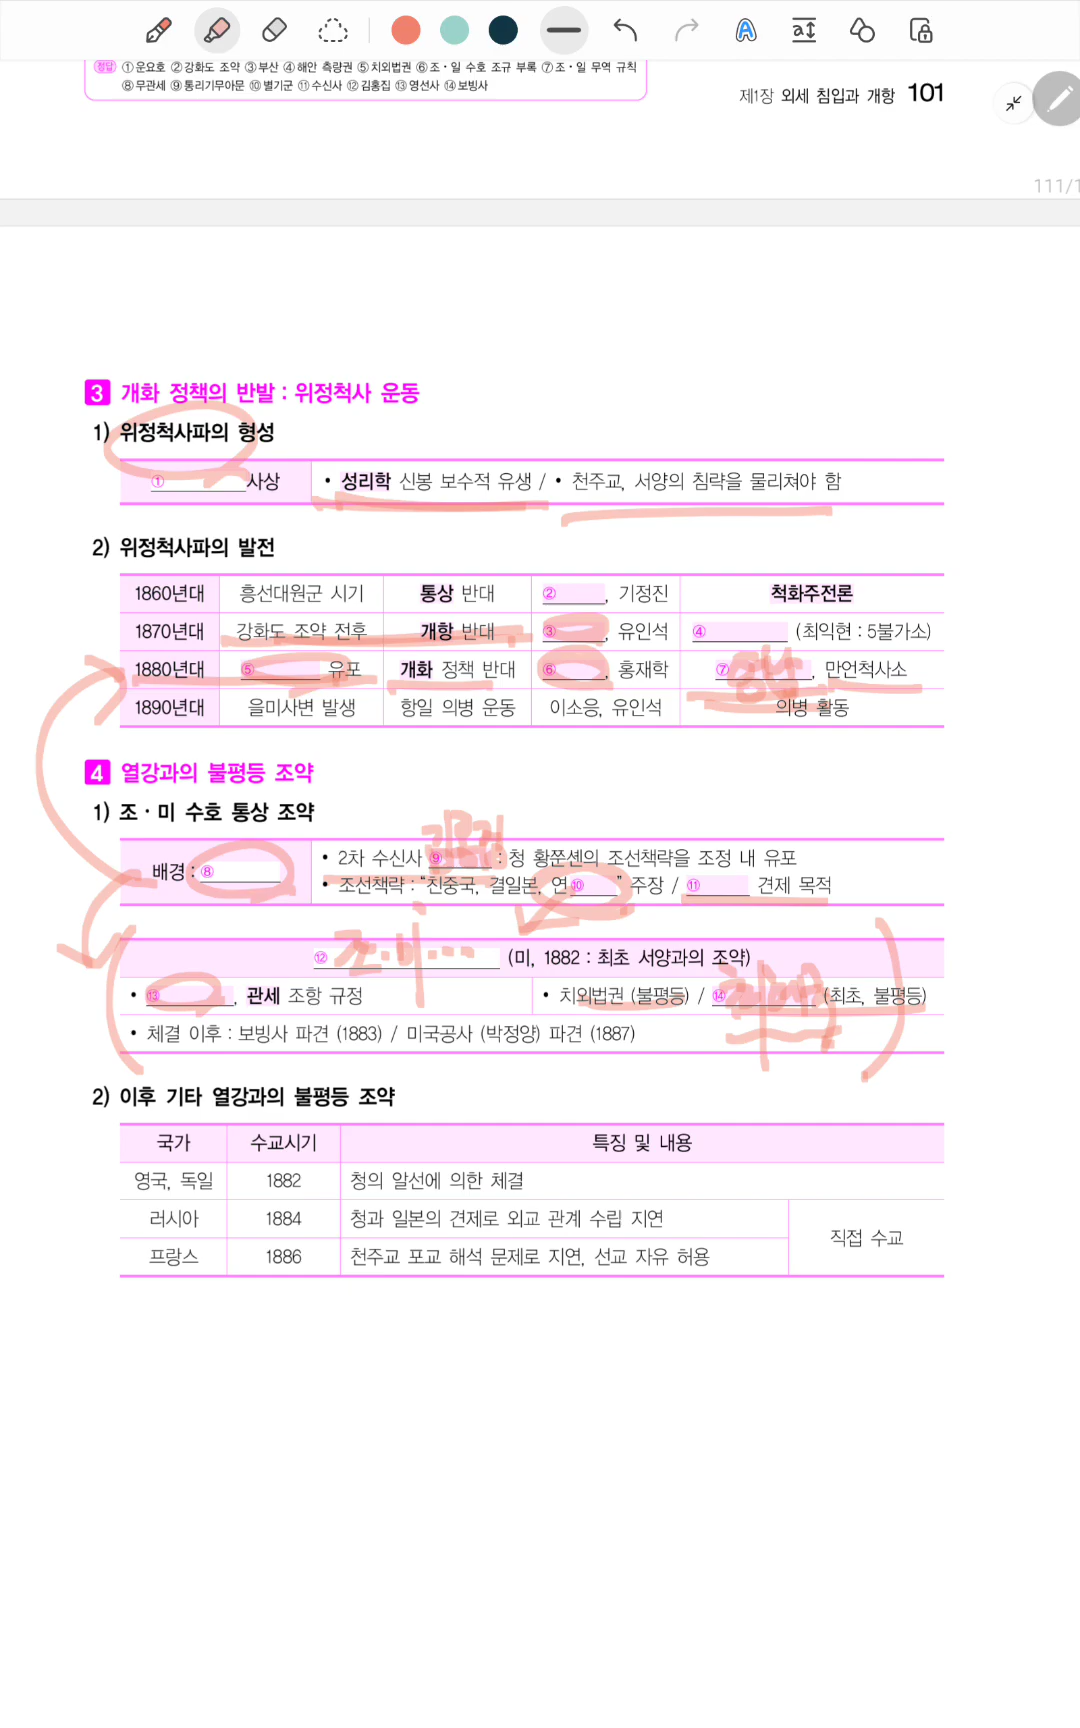 정답 ①운요호 ②강화도 조약 ③부산 ④해안 측량권 ⑤치외법권 ⑥조·일 수호 조규 부록 ⑦조·일 무역 규칙
⑧무관세 ⑨통리기무아문 ⑩별기군 ⑪수신사 ⑫김홍집 ⑬영선사 ⑭보빙사
제1장 외세 침입과 개항 101
111/1
3 개화 정책의 반발 : 위정척사 운동
1) 위정척사파의 형성
① 사상 • 성리학 신봉 보수적 유생 / • 천주교, 서양의 침략을 물리쳐야 함
2) 위정척사파의 발전
1860년대 흥선대원군 시기 통상 반대 ② , 기정진 척화주전론
1870년대 강화도 조약 전후 개항 반대 ③ , 유인석 ④ (최익현 : 5불가소)
1880년대 ⑤ 유포 개화 정책 반대 ⑥ , 홍재학 ⑦ , 만언척사소
1890년대 을미사변 발생 항일 의병 운동 이소응, 유인석 의병 활동
4 열강과의 불평등 조약
1) 조·미 수호 통상 조약
배경 : ⑧
• 2차 수신사 ⑨ : 청 황쭌셴의 조선책략을 조정 내 유포
• 조선책략 : “친중국, 결일본, 연⑩ ” 주장 / ⑪ 견제 목적
⑫ (미, 1882 : 최초 서양과의 조약)
• ⑬ , 관세 조항 규정 • 치외법권 (불평등) / ⑭ (최초, 불평등)
• 체결 이후 : 보빙사 파견 (1883) / 미국공사 (박정양) 파견 (1887)
2) 이후 기타 열강과의 불평등 조약
국가 수교시기 특징 및 내용
영국, 독일 1882 청의 알선에 의한 체결
러시아 1884 청과 일본의 견제로 외교 관계 수립 지연
직접 수교
프랑스 1886 천주교 포교 해석 문제로 지연, 선교 자유 허용